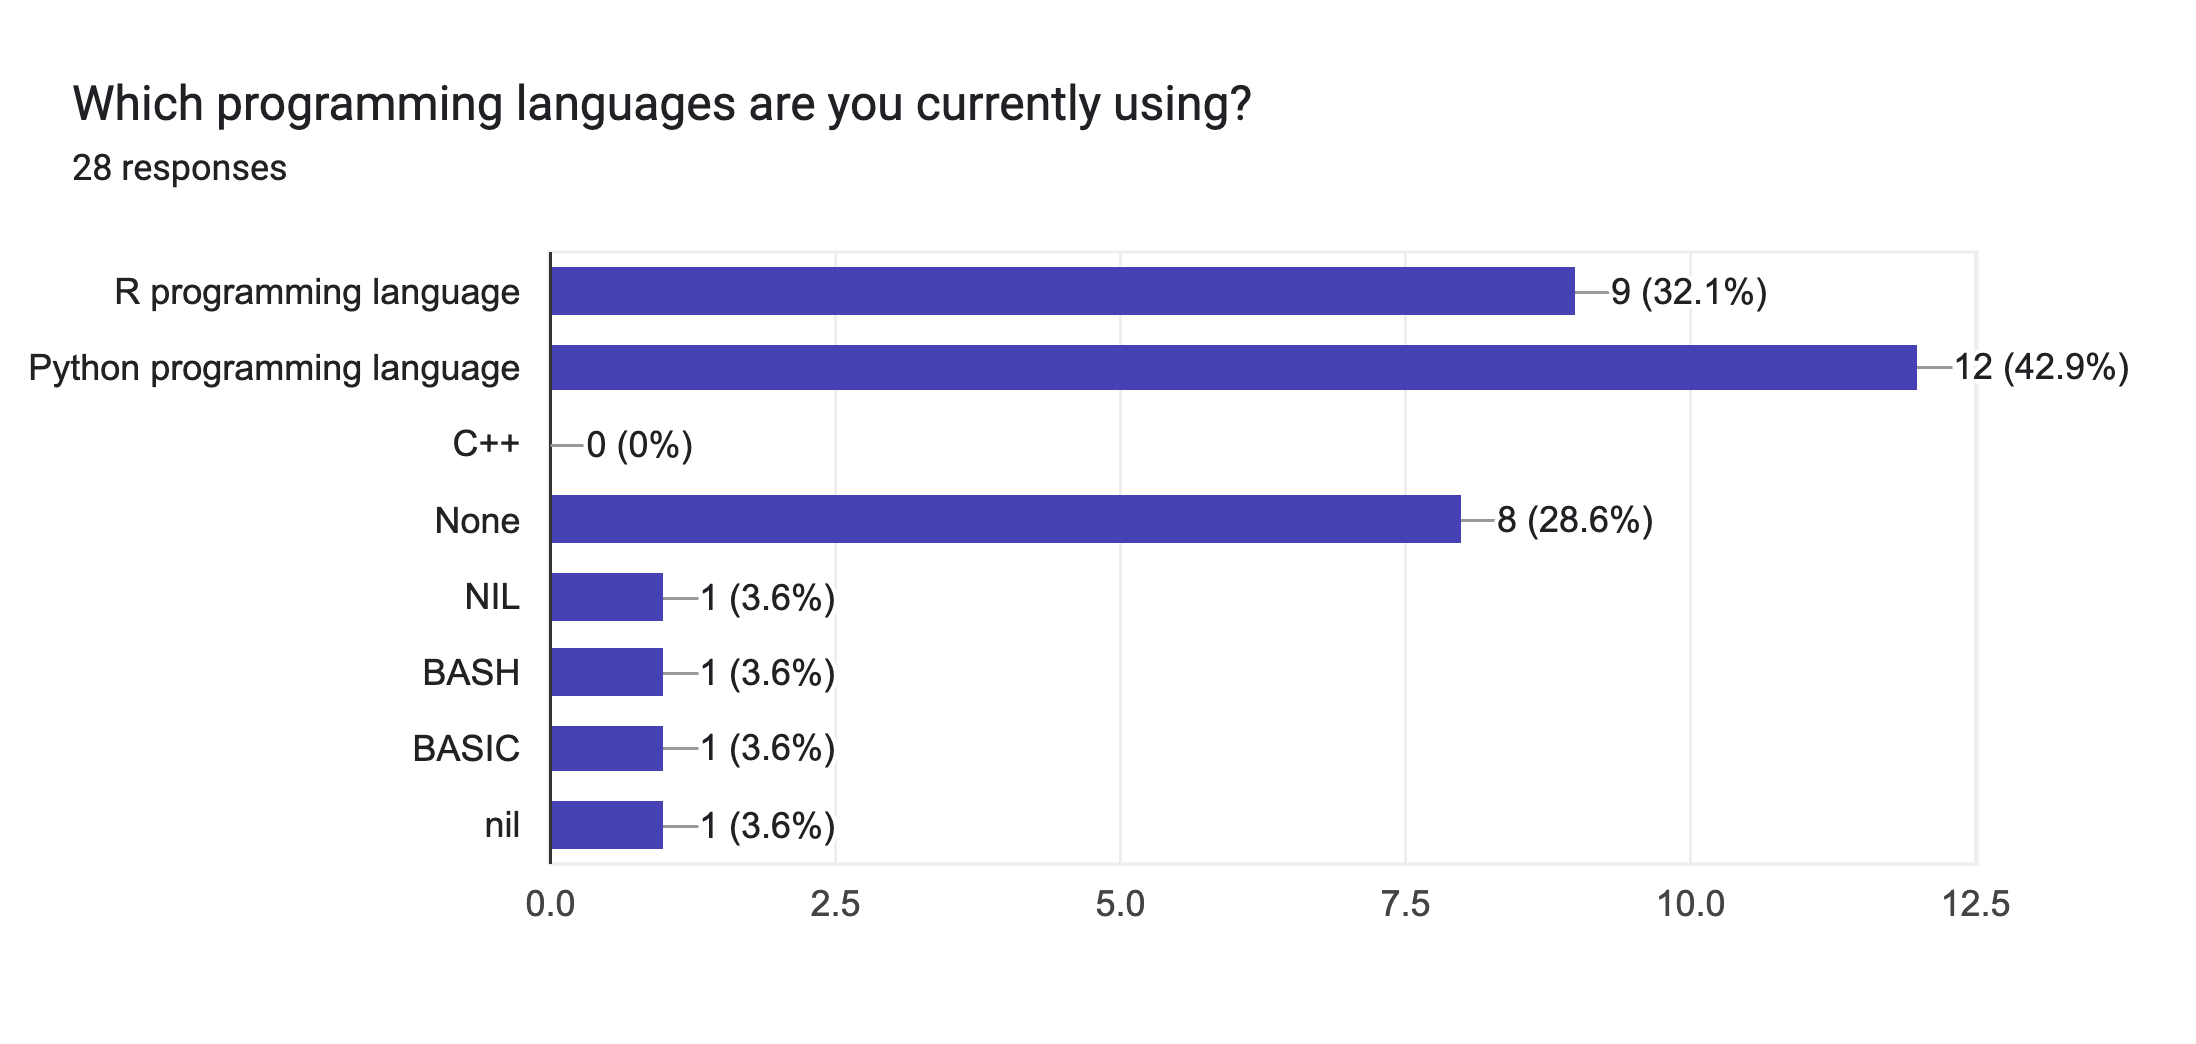 Which programming languages are you currently using?
28 responses
R programming language 9 (32.1%)
Python programming language 12 (42.9%)
C++ 0 (0%)
None 8 (28.6%)
NIL 1 (3.6%)
BASH 1 (3.6%)
BASIC 1 (3.6%)
nil 1 (3.6%)
0.0 2.5 5.0 7.5 10.0 12.5